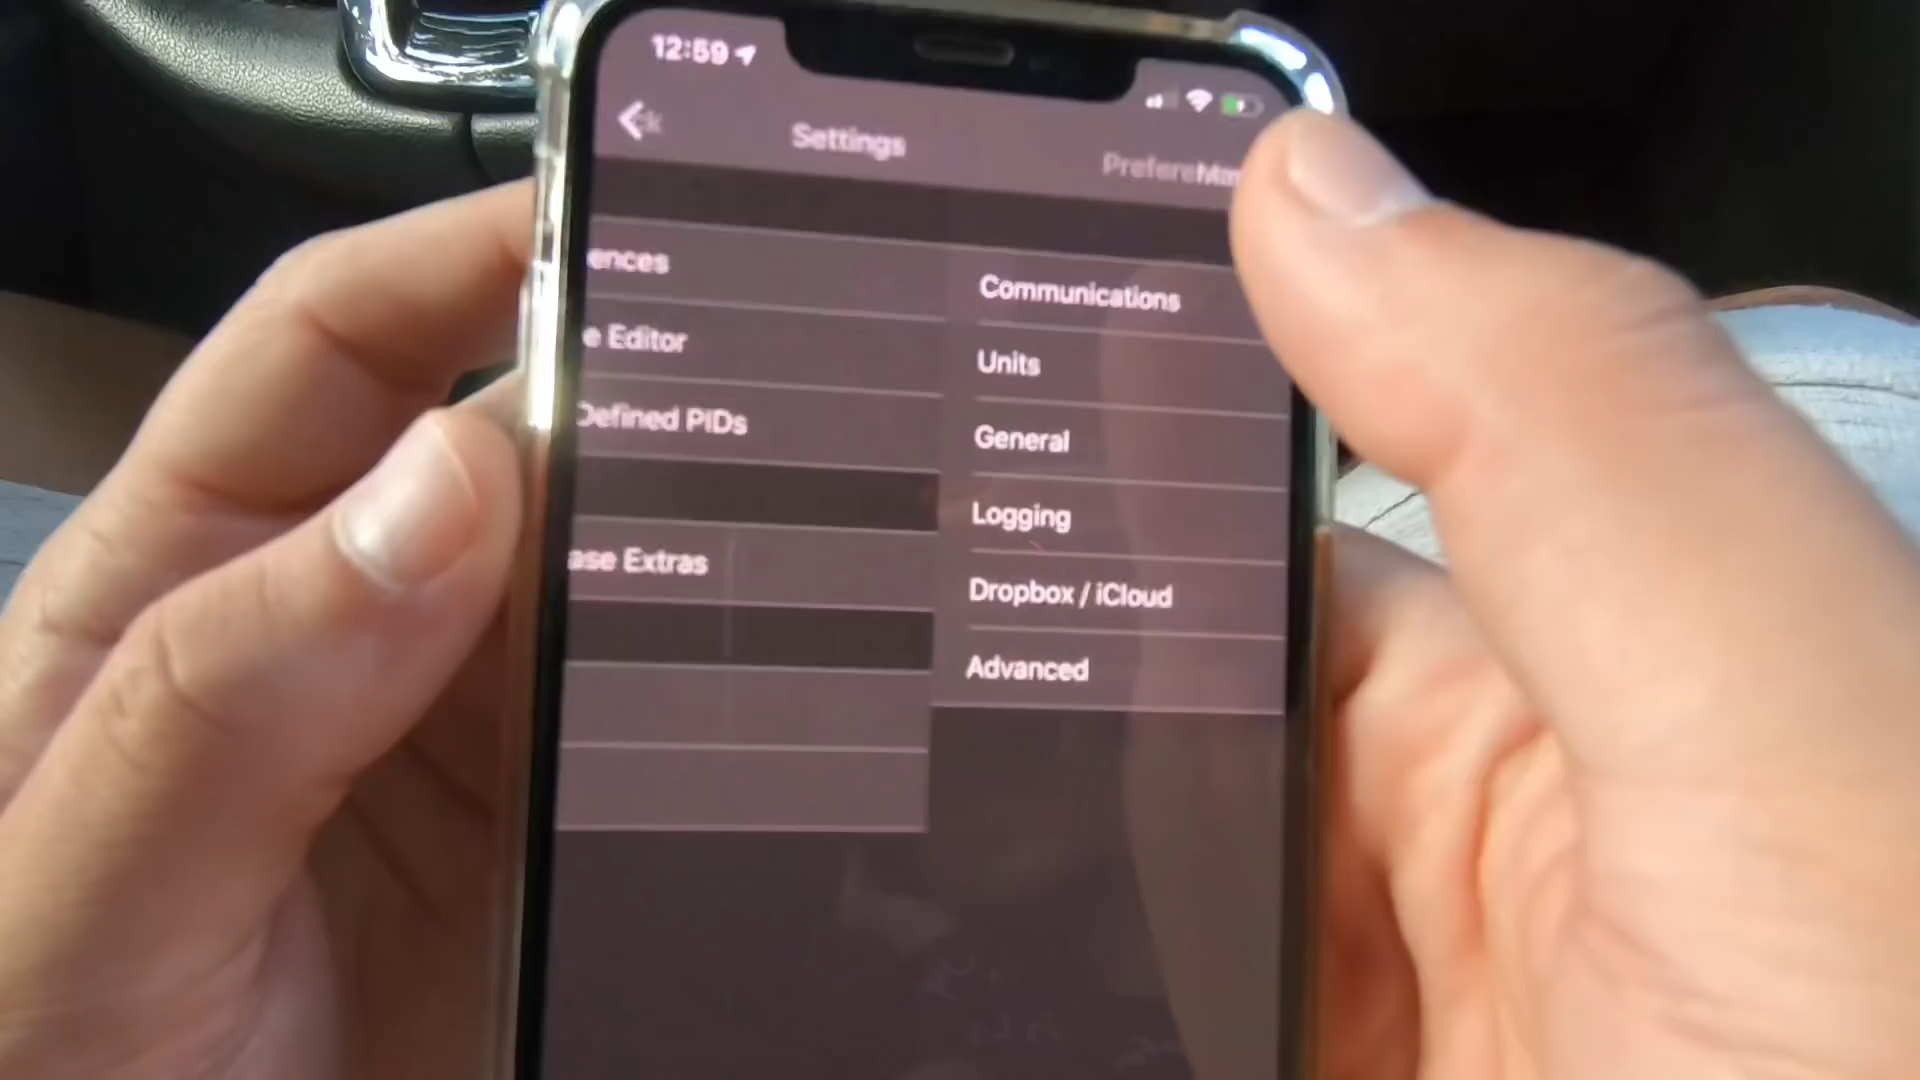 12:59
Settings
ences
e Editor
Defined PIDs
ase Extras
Communications
Units
General
Logging
Dropbox / iCloud
Advanced